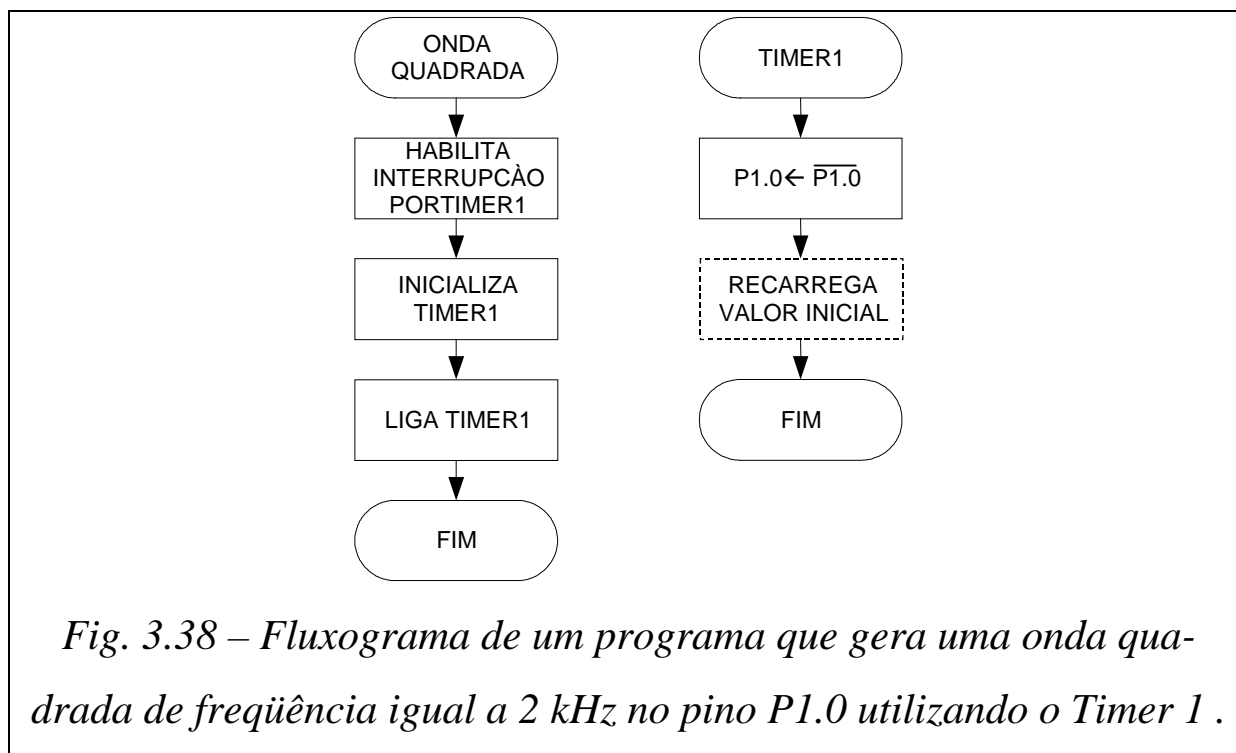 ONDA
QUADRADA
HABILITA
INTERRUPCÀO
PORTIMER1
INICIALIZA
TIMER1
LIGA TIMER1
FIM
TIMER1
P1.0← P1.0
RECARREGA
VALOR INICIAL
FIM
Fig. 3.38 – Fluxograma de um programa que gera uma onda qua-
drada de freqüência igual a 2 kHz no pino P1.0 utilizando o Timer 1 .